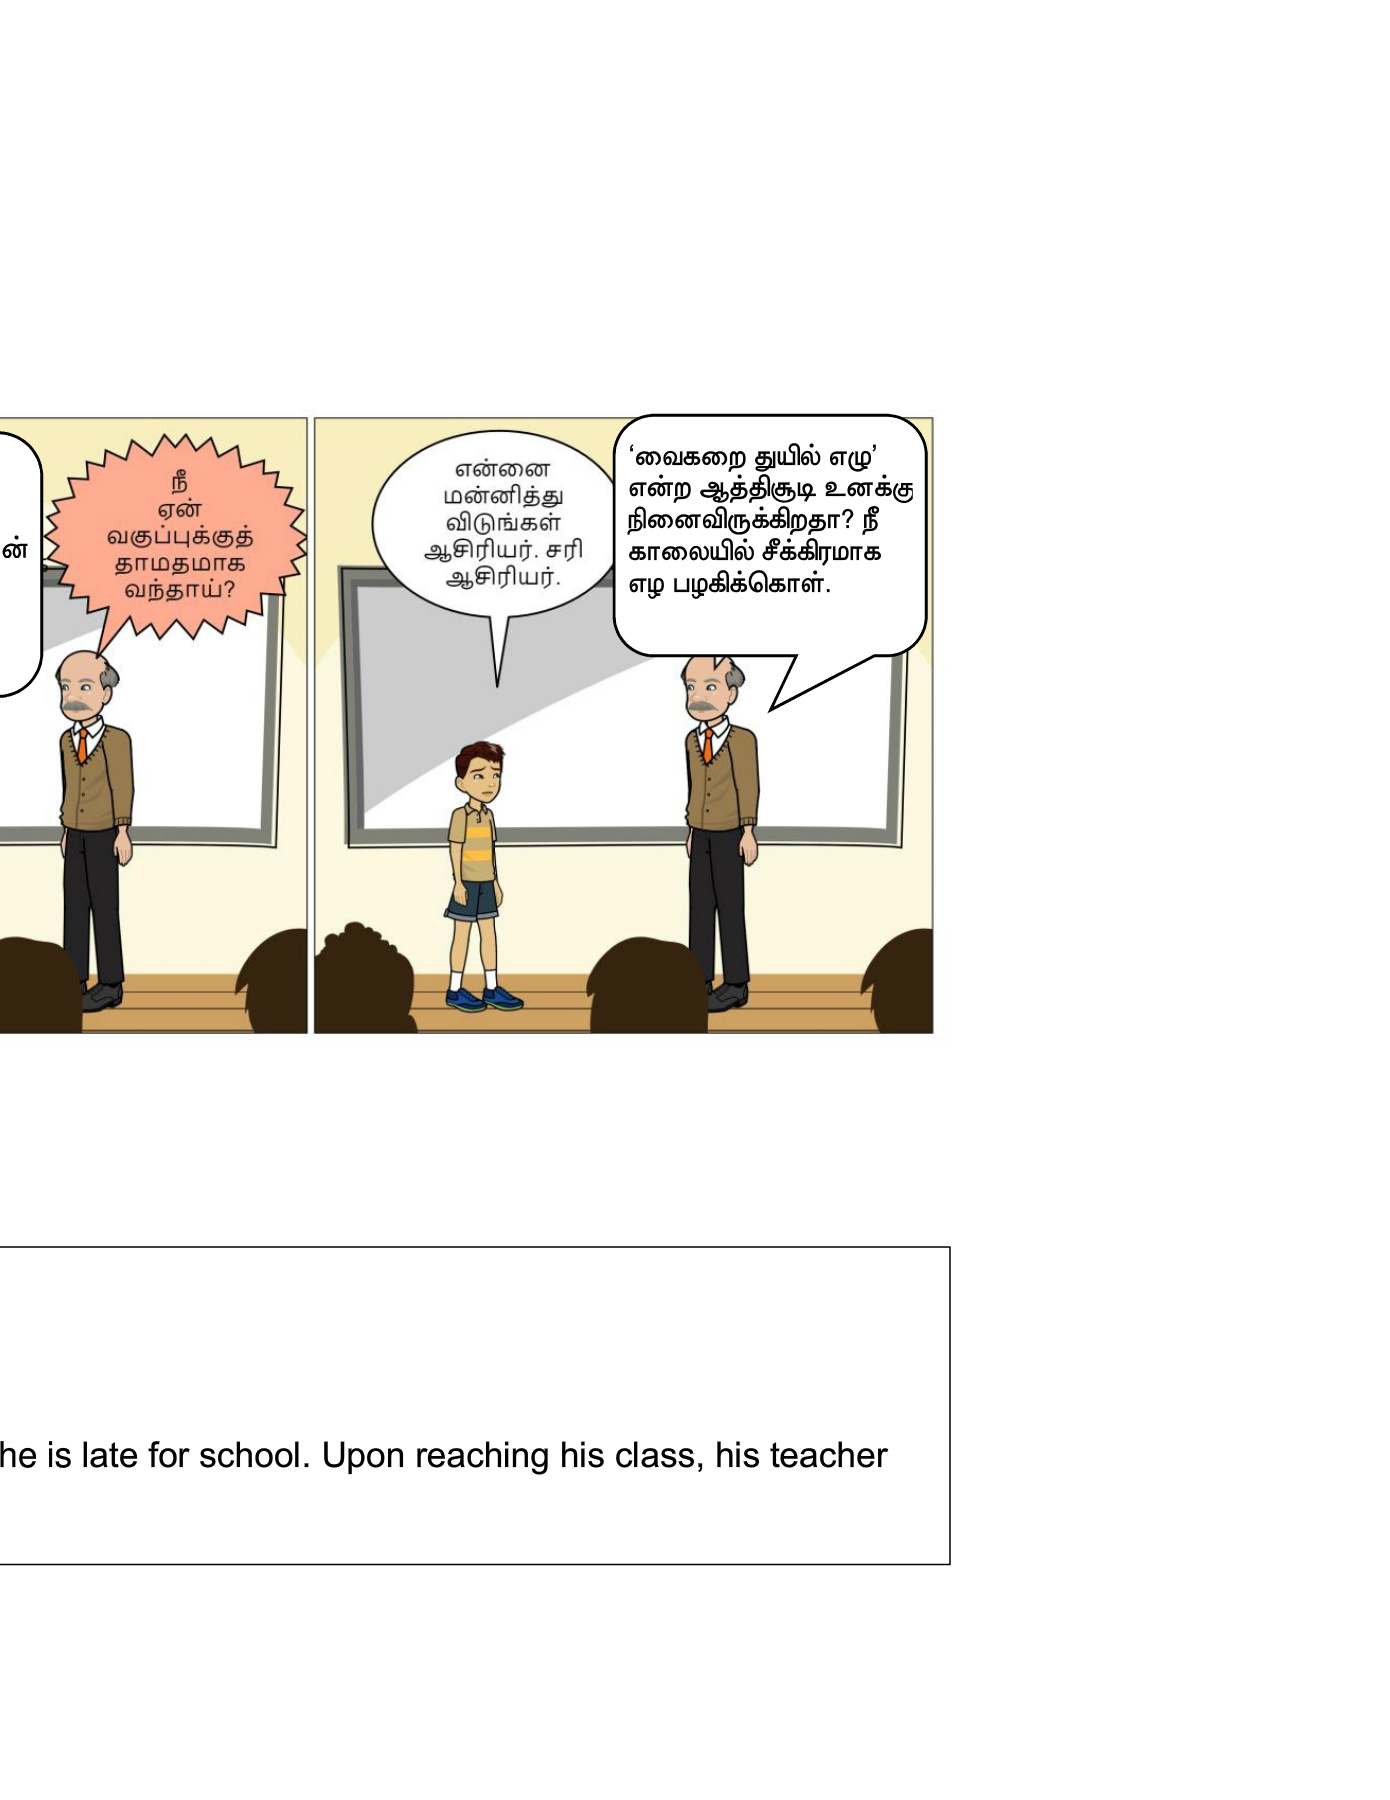 ன்
நீ
ஏன்
வகுப்புக்குத்
தாமதமாக
வந்தாய்?
என்னை
மன்னித்து
விடுங்கள்
ஆசிரியர். சரி
ஆசிரியர்.
‘வைகறை துயில் எழு’
என்ற ஆத்திசூடி உனக்கு
நினைவிருக்கிறதா? நீ
காலையில் சீக்கிரமாக
எழ பழகிக்கொள்.
he is late for school. Upon reaching his class, his teacher